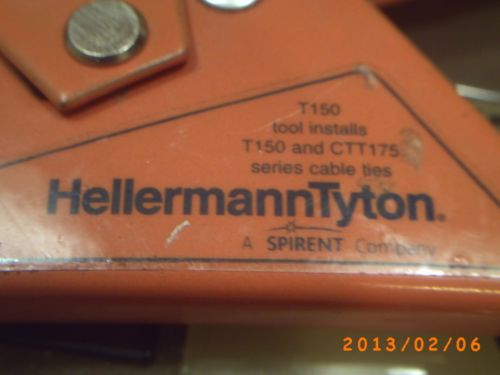 T150
tool installs
T150 and CTT175
series cable ties
HellermannTyton.
A SPIRENT Company
2013/02/06